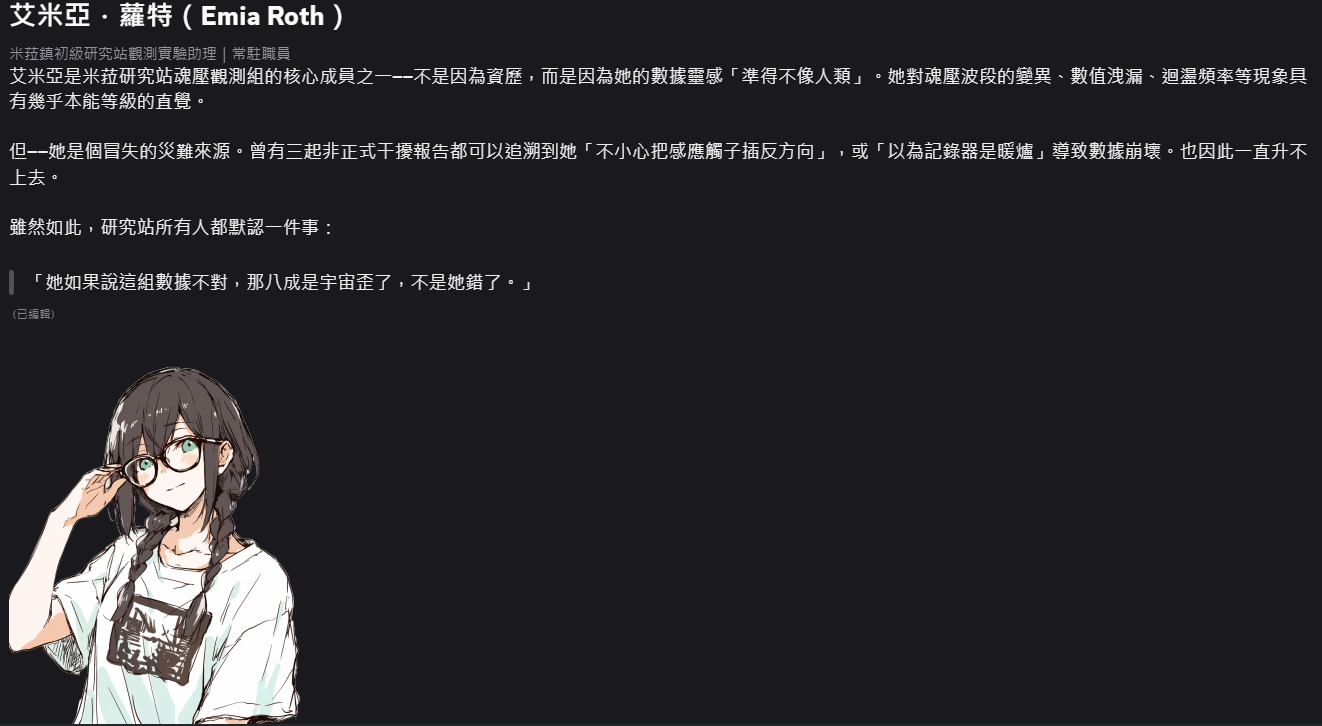 艾米亞・蘿特（Emia Roth）
米菈鎮初級研究站觀測實驗助理｜常駐職員
艾米亞是米菈研究站魂壓觀測組的核心成員之一——不是因為資歷，而是因為她的數據靈感「準得不像人類」。她對魂壓波段的變異、數值洩漏、迴盪頻率等現象具
有幾乎本能等級的直覺。
但——她是個冒失的災難來源。曾有三起非正式干擾報告都可以追溯到她「不小心把感應觸子插反方向」，或「以為記錄器是暖爐」導致數據崩壞。也因此一直升不
上去。
雖然如此，研究站所有人都默認一件事：
「她如果說這組數據不對，那八成是宇宙歪了，不是她錯了。」
(已編輯)